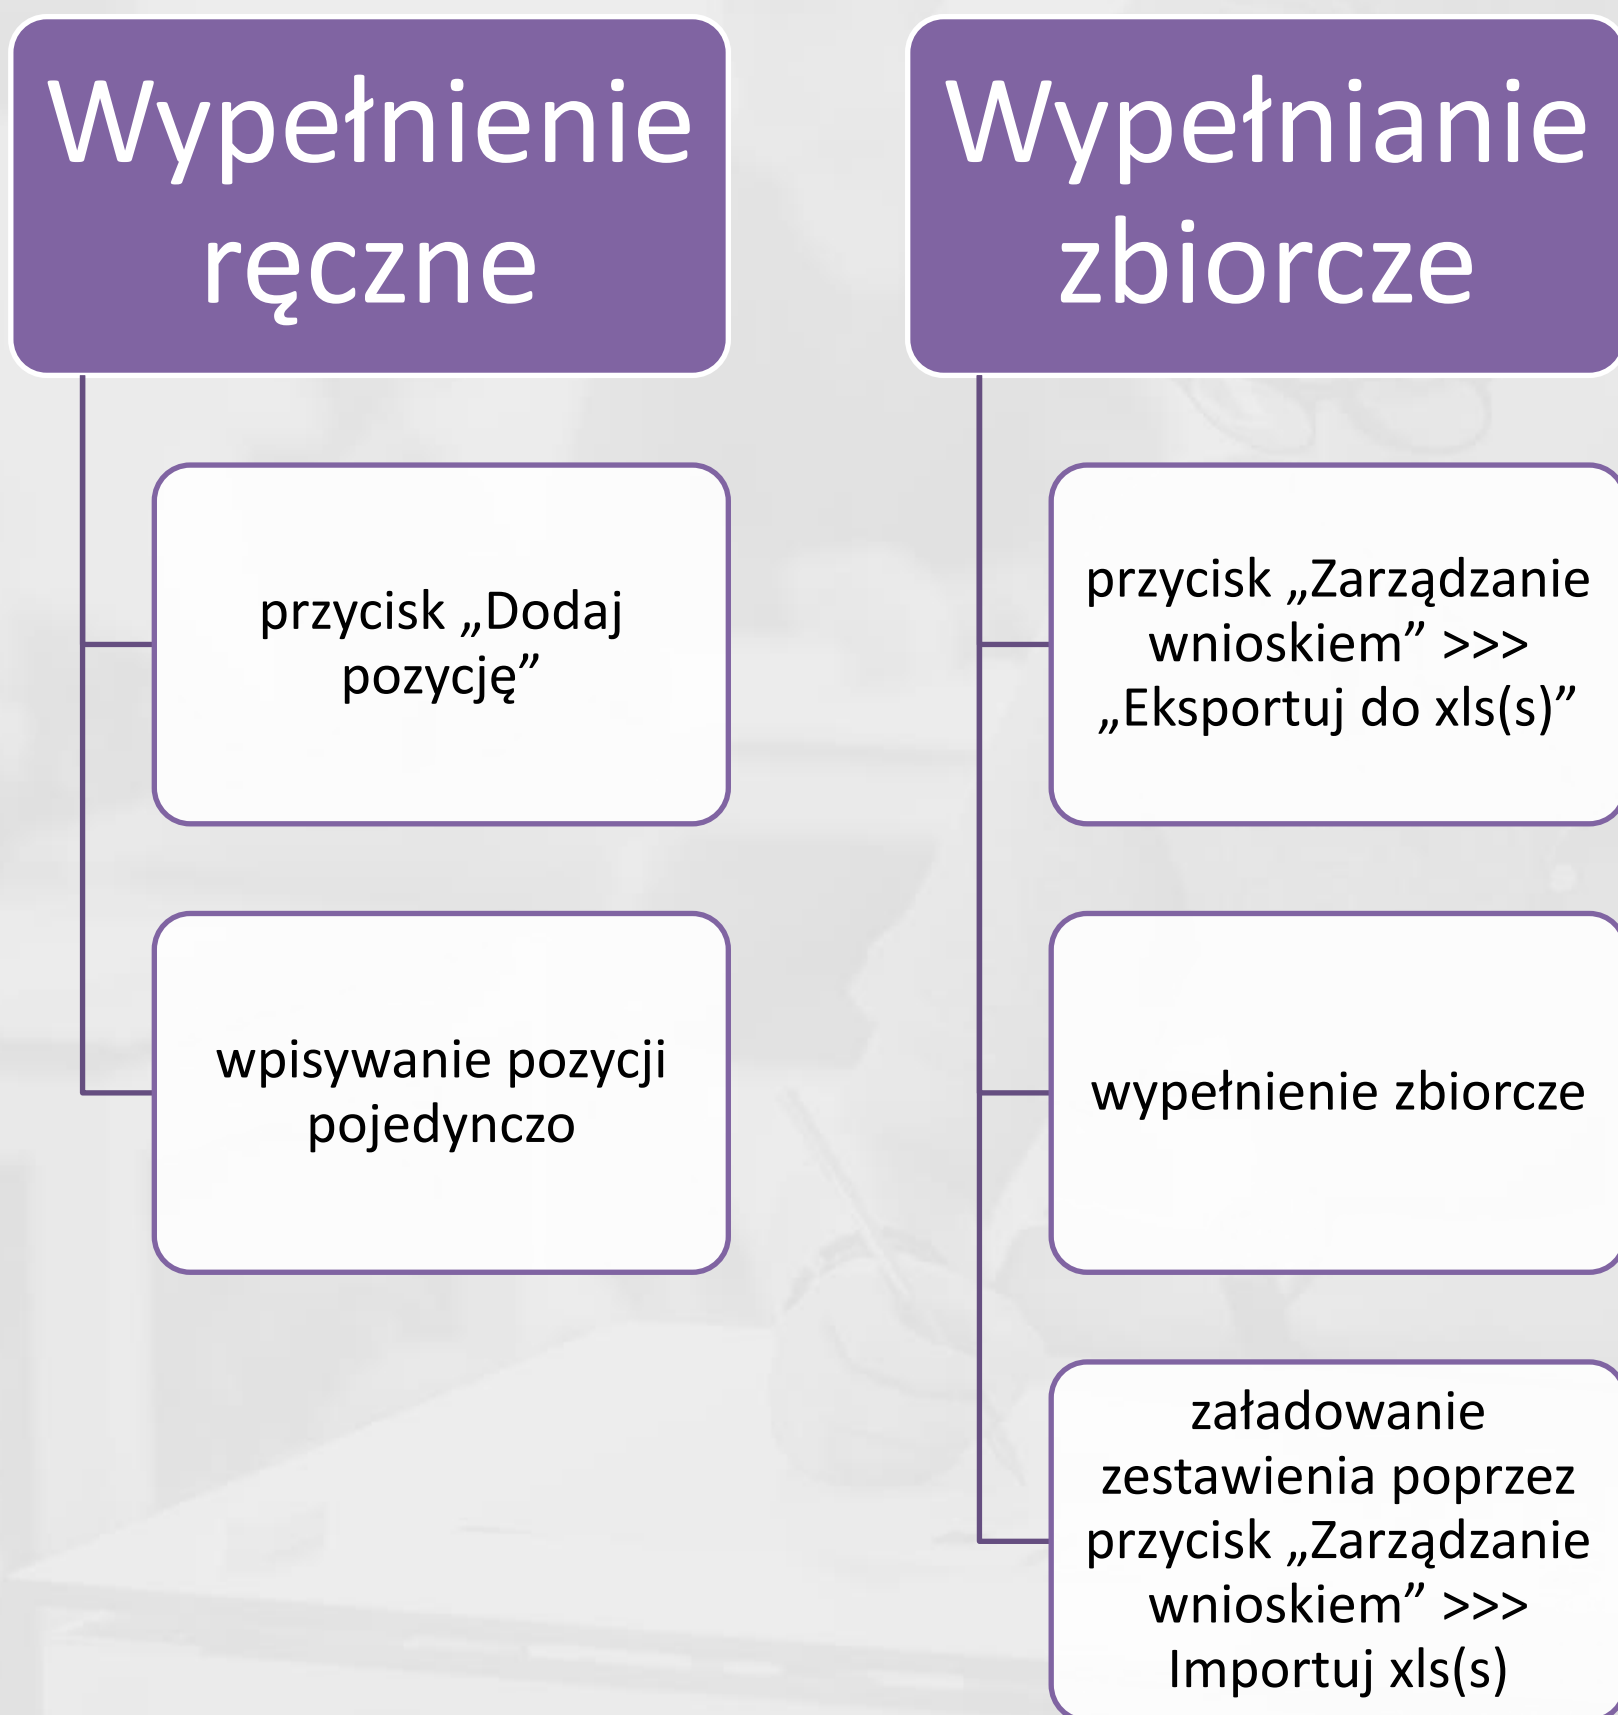 Wypełnienie
ręczne
przycisk „Dodaj
pozycję”
wpisywanie pozycji
pojedynczo
Wypełnianie
zbiorcze
przycisk „Zarządzanie
wnioskiem” >>>
„Eksportuj do xls(s)”
wypełnienie zbiorcze
załadowanie
zestawienia poprzez
przycisk „Zarządzanie
wnioskiem” >>>
Importuj xls(s)